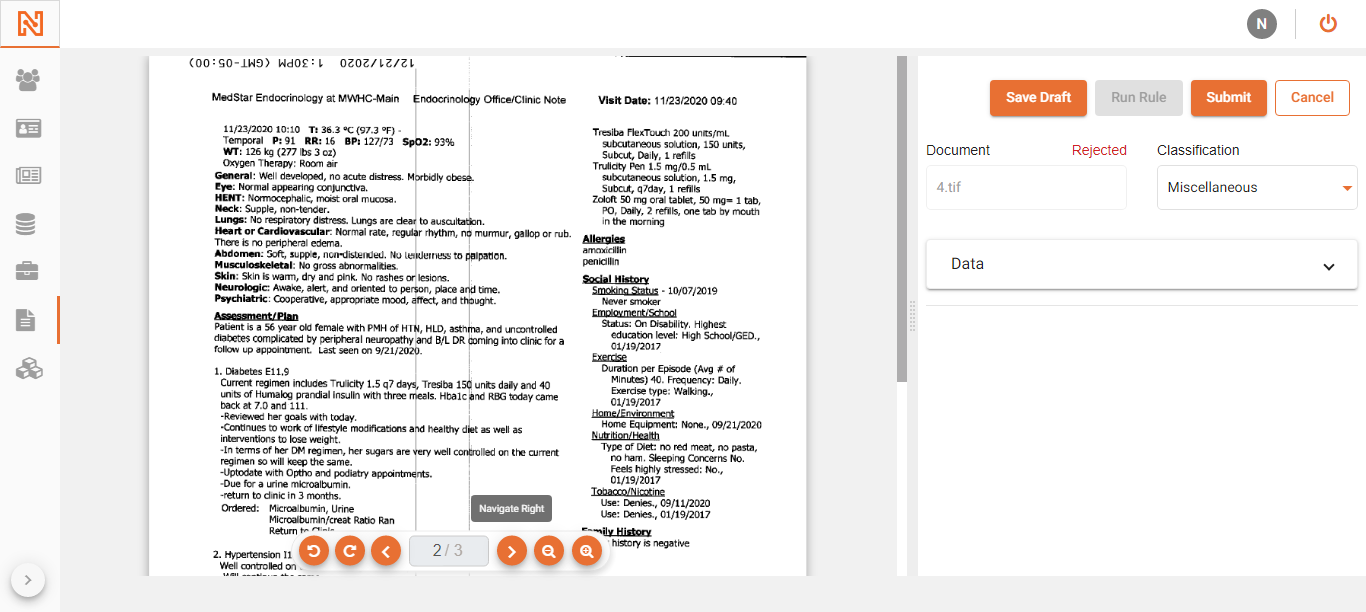 N
N
12/21/2020 1:30PM (GMT-05:00)
MedStar Endocrinology at MWHC-Main Endocrinology Office/Clinic Note Visit Date: 11/23/2020 09:40
11/23/2020 10:10 T: 36.3 °C (97.3 °F) -
Temporal P: 91 RR: 16 BP: 127/73 SpO2: 93%
WT: 126 kg (277 lbs 3 oz)
Oxygen Therapy: Room air
General: Well developed, no acute distress. Morbidly obese.
Eye: Normal appearing conjunctiva.
HENT: Normocephalic, moist oral mucosa.
Neck: Supple, non-tender.
Lungs: No respiratory distress. Lungs are clear to auscultation.
Heart or Cardiovascular: Normal rate, regular rhythm, no murmur, gallop or rub.
There is no peripheral edema.
Abdomen: Soft, supple, non-distended. No tenderness to palpation.
Musculoskeletal: No gross abnormalities.
Skin: Skin is warm, dry and pink. No rashes or lesions.
Neurologic: Awake, alert, and oriented to person, place and time.
Psychiatric: Cooperative, appropriate mood, affect, and thought.
Assessment/Plan
Patient is a 56 year old female with PMH of HTN, HLD, asthma, and uncontrolled
diabetes complicated by peripheral neuropathy and B/L DR coming into clinic for a
follow up appointment. Last seen on 9/21/2020.
1. Diabetes E11.9
Current regimen includes Trulicity 1.5 q7 days, Tresiba 150 units daily and 40
units of Humalog prandial insulin with three meals. Hba1c and RBG today came
back at 7.0 and 111.
-Reviewed her goals with today.
-Continues to work of lifestyle modifications and healthy diet as well as
interventions to lose weight.
-In terms of her DM regimen, her sugars are very well controlled on the current
regimen so will keep the same.
-Uptodate with Optho and podiatry appointments.
-Due for a urine microalbumin.
-return to clinic in 3 months.
Ordered: Microalbumin, Urine
Microalbumin/creat Ratio Ran
Return to Clinic
2. Hypertension I1
Well controlled on
Tresiba FlexTouch 200 units/mL
subcutaneous solution, 150 units,
Subcut, Daily, 1 refills
Trulicity Pen 1.5 mg/0.5 mL
subcutaneous solution, 1.5 mg,
Subcut, q7day, 1 refills
Zoloft 50 mg oral tablet, 50 mg= 1 tab,
PO, Daily, 2 refills, one tab by mouth
in the morning
Allergies
amoxicillin
penicillin
Social History
Smoking Status - 10/07/2019
Never smoker
Employment/School
Status: On Disability. Highest
education level: High School/GED.,
01/19/2017
Exercise
Duration per Episode (Avg # of
Minutes) 40. Frequency: Daily.
Exercise type: Walking.,
01/19/2017
Home/Environment
Home Equipment: None., 09/21/2020
Nutrition/Health
Type of Diet: no red meat, no pasta,
no ham. Sleeping Concerns No.
Feels highly stressed: No.,
01/19/2017
Tobacco/Nicotine
Use: Denies., 09/11/2020
Use: Denies., 01/19/2017
Family History
history is negative
Navigate Right
2 / 3
Save Draft
Run Rule
Submit
Cancel
Document Rejected Classification
4.tif
Miscellaneous
Data